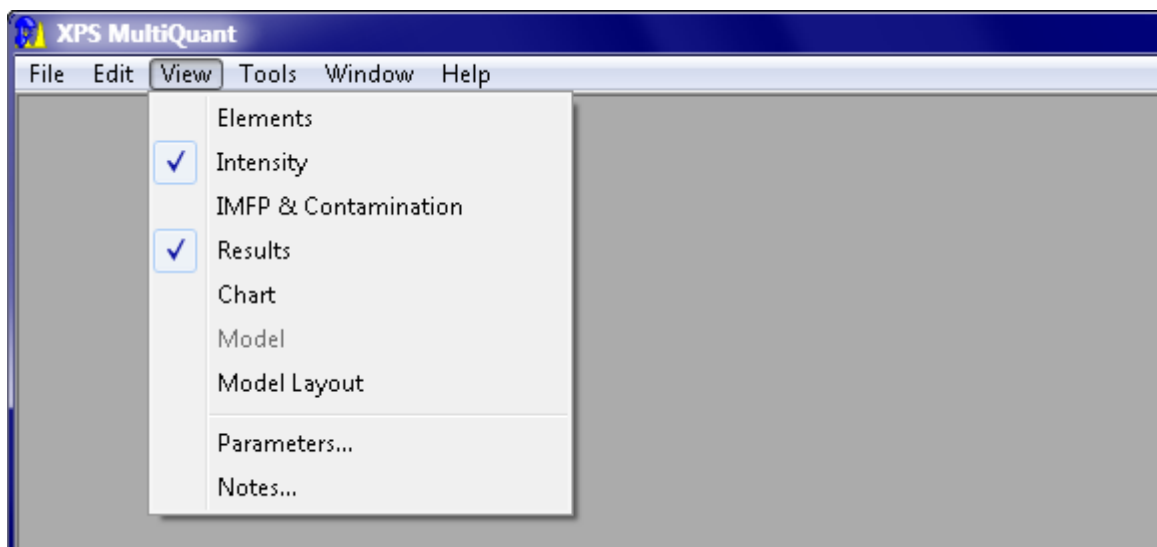 XPS MultiQuant
File Edit View Tools Window Help
Elements
Intensity
IMFP & Contamination
Results
Chart
Model
Model Layout
Parameters...
Notes...